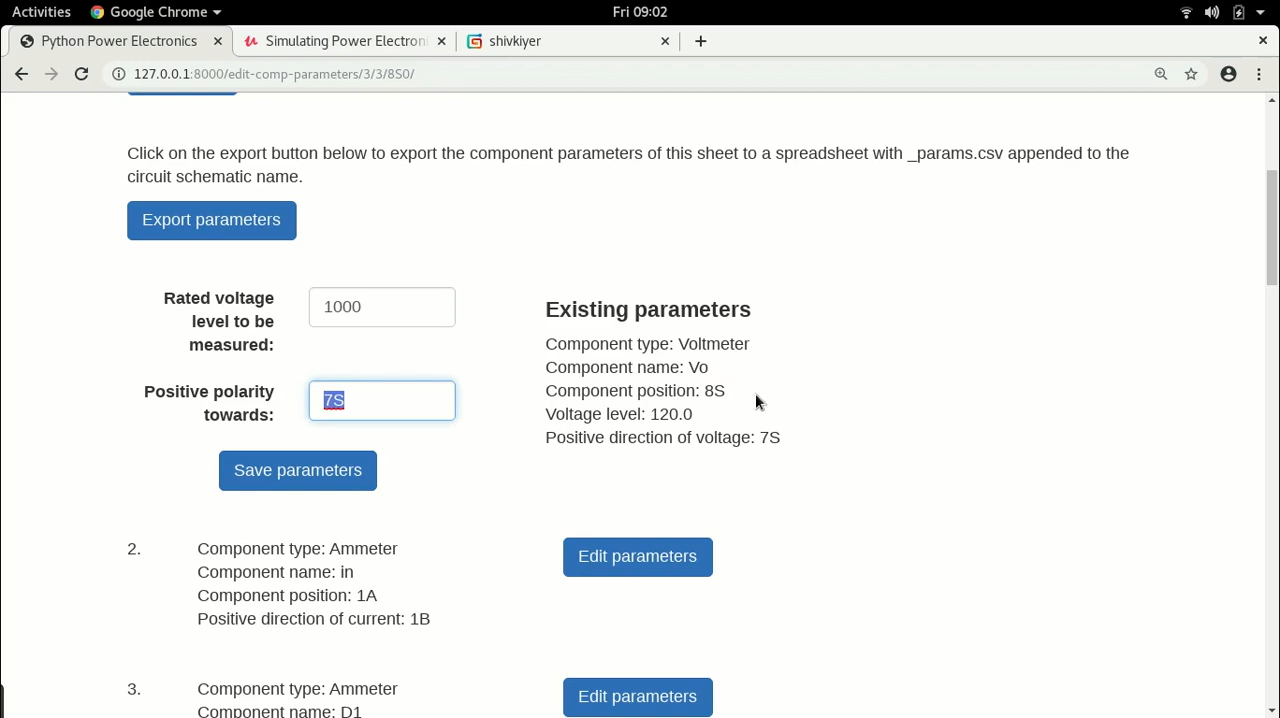 Activities
Google Chrome
Fri 09:02
Python Power Electronics
Simulating Power Electroni
shivkiyer
127.0.0.1:8000/edit-comp-parameters/3/3/8S0/
Click on the export button below to export the component parameters of this sheet to a spreadsheet with _params.csv appended to the
circuit schematic name.
Export parameters
Rated voltage
level to be
measured:
1000
Positive polarity
towards:
7S
Save parameters
Existing parameters
Component type: Voltmeter
Component name: Vo
Component position: 8S
Voltage level: 120.0
Positive direction of voltage: 7S
2.
Component type: Ammeter
Component name: in
Component position: 1A
Positive direction of current: 1B
Edit parameters
3.
Component type: Ammeter
Component name: D1
Edit parameters